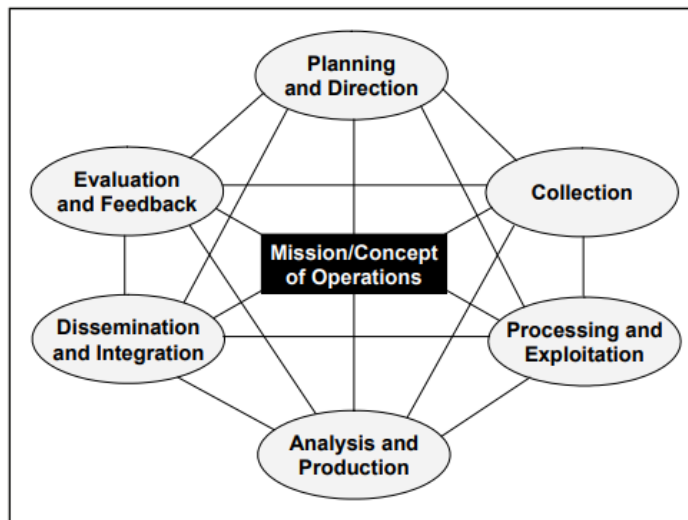 Planning
and Direction
Evaluation
and Feedback
Collection
Mission/Concept
of Operations
Dissemination
and Integration
Processing and
Exploitation
Analysis and
Production